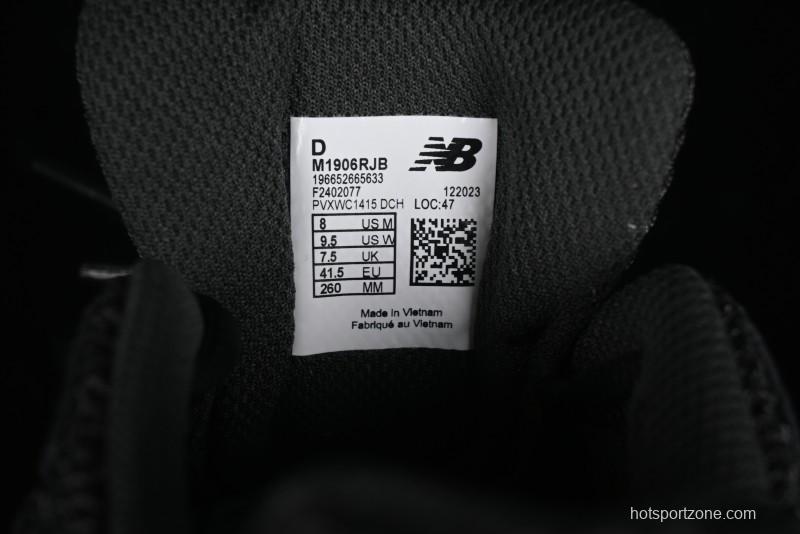 D
NB
M1906RJB
196652665633
F2402077 122023
PVXWC1415 DCH LOC:47
8 US M
9.5 US W
7.5 UK
41.5 EU
260 MM
Made in Vietnam
Fabriqué au Vietnam
hotsportzone.com